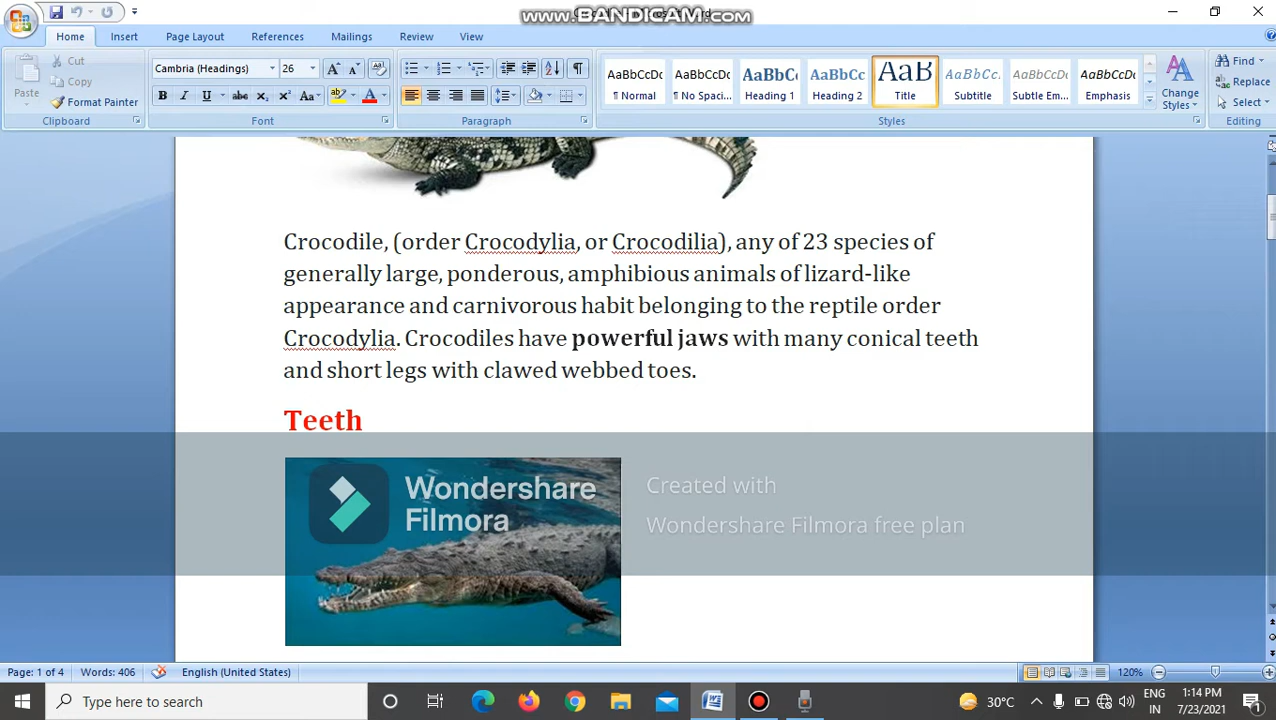 www.BANDICAM.com
Home Insert Page Layout References Mailings Review View
Cut
Copy
Paste
Format Painter
Clipboard
Cambria (Headings) 26
B I U abc X₂ X² Aa
Font
Paragraph
AaBbCcDc AaBbCcDc AaBbCc AaBbCc AaB AaBbCc. AaBbCcDc AaBbCcDc
¶ Normal ¶ No Spaci... Heading 1 Heading 2 Title Subtitle Subtle Em... Emphasis
Change
Styles
Styles
Find
Replace
Select
Editing
Crocodile, (order Crocodylia, or Crocodilia), any of 23 species of
generally large, ponderous, amphibious animals of lizard-like
appearance and carnivorous habit belonging to the reptile order
Crocodylia. Crocodiles have powerful jaws with many conical teeth
and short legs with clawed webbed toes.
Teeth
Wondershare
Filmora
Created with
Wondershare Filmora free plan
Page: 1 of 4 Words: 406 English (United States) 120%
Type here to search
30°C
ENG
IN
1:14 PM
7/23/2021
1